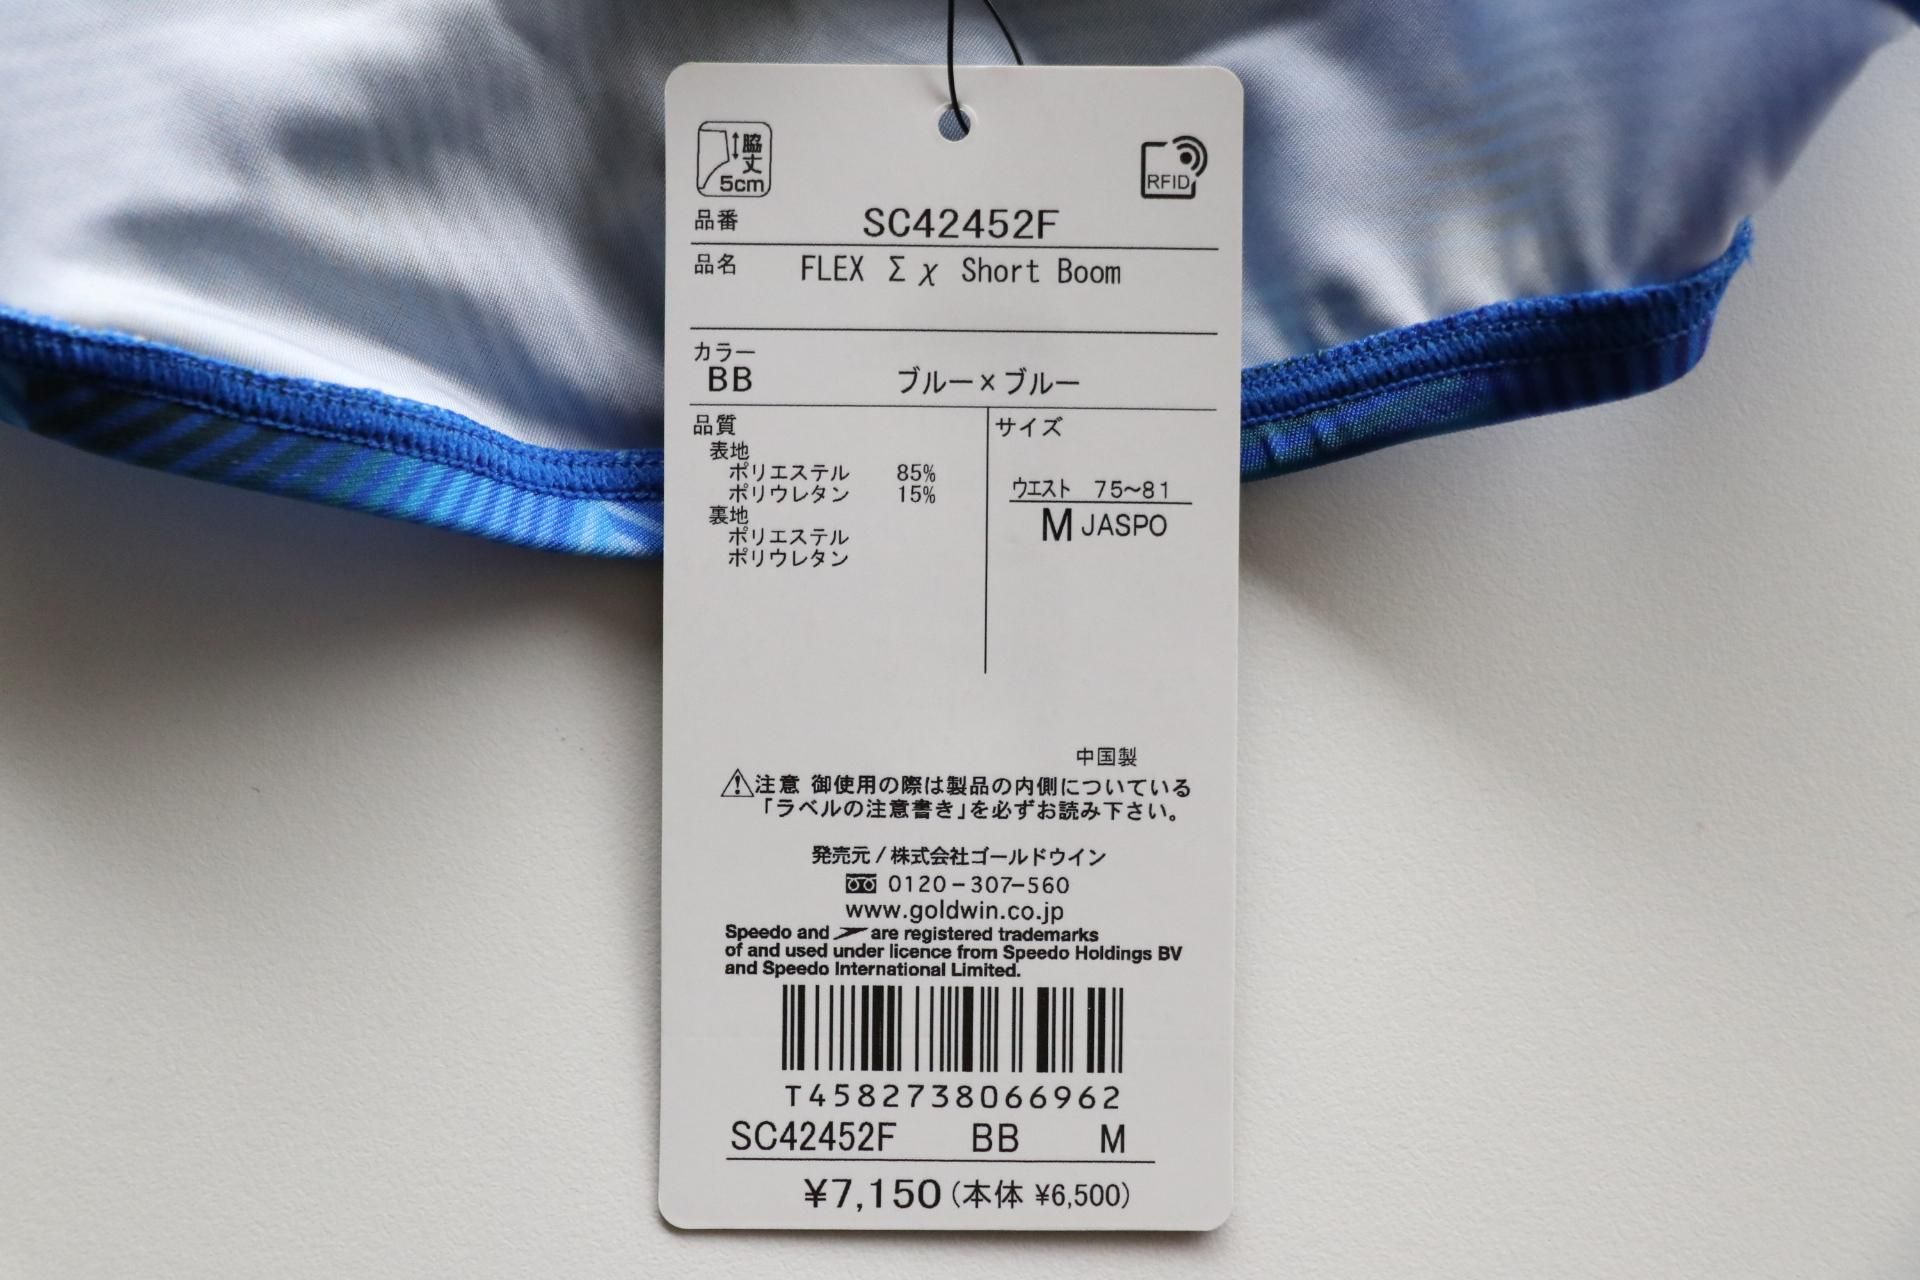 脇丈
5cm
RFID
品番 SC42452F
品名 FLEX Σχ Short Boom
カラー
BB ブルー×ブルー
品質
表地
ポリエステル 85%
ポリウレタン 15%
裏地
ポリエステル
ポリウレタン
サイズ
ウエスト 75~81
M JASPO
中国製
注意 御使用の際は製品の内側についている
「ラベルの注意書き」を必ずお読み下さい。
発売元/株式会社ゴールドウイン
0120-307-560
www.goldwin.co.jp
Speedo and are registered trademarks
of and used under licence from Speedo Holdings BV
and Speedo International Limited.
T4582738066962
SC42452F BB M
¥7,150(本体 ¥6,500)